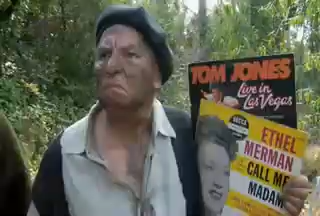 TOM JONES
Live in
Las Vegas
ETHEL
MERMAN
CALL ME
MADAM